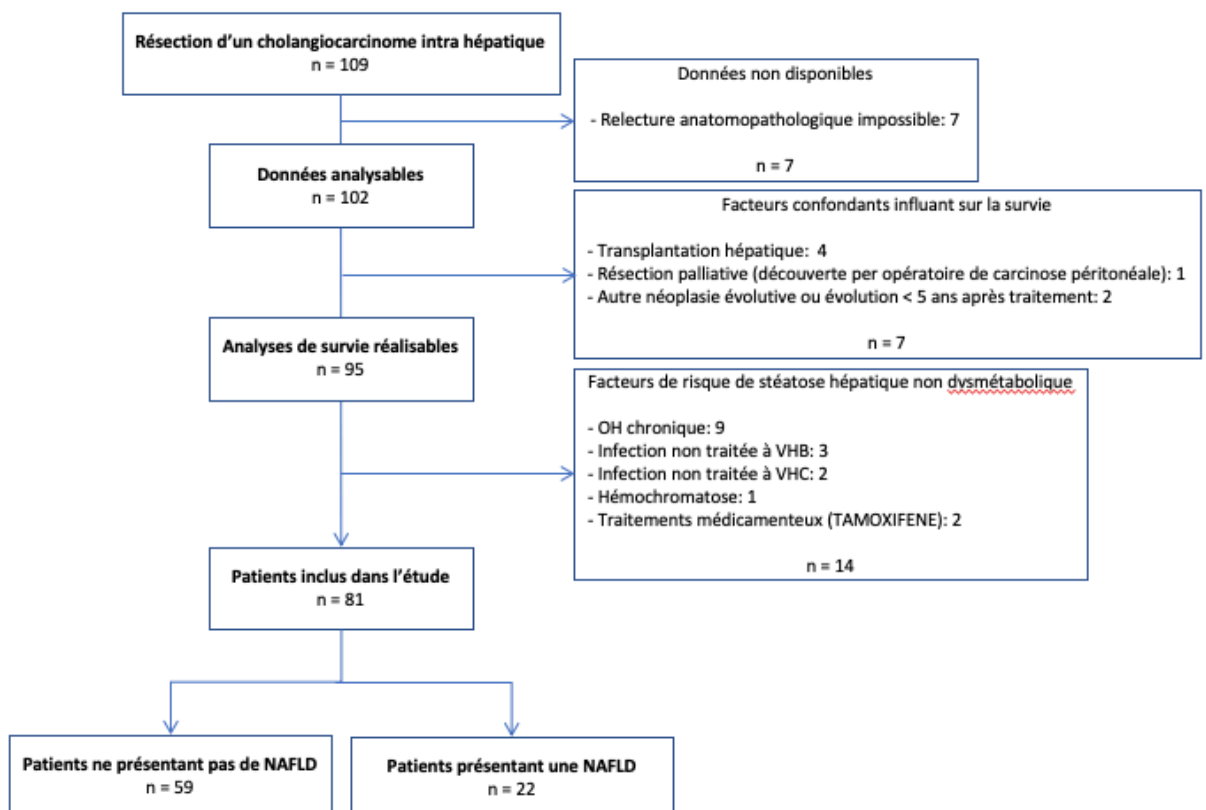 Résection d'un cholangiocarcinome intra hépatique
n = 109
Données non disponibles
- Relecture anatomopathologique impossible: 7
n = 7
Données analysables
n = 102
Facteurs confondants influant sur la survie
- Transplantation hépatique:  4
- Résection palliative (découverte per opératoire de carcinose péritonéale): 1
- Autre néoplasie évolutive ou évolution < 5 ans après traitement: 2
n = 7
Analyses de survie réalisables
n = 95
Facteurs de risque de stéatose hépatique non dysmétabolique
- OH chronique: 9
- Infection non traitée à VHB: 3
- Infection non traitée à VHC: 2
- Hémochromatose: 1
- Traitements médicamenteux (TAMOXIFENE): 2
n = 14
Patients inclus dans l'étude
n = 81
Patients ne présentant pas de NAFLD
n = 59
Patients présentant une NAFLD
n = 22